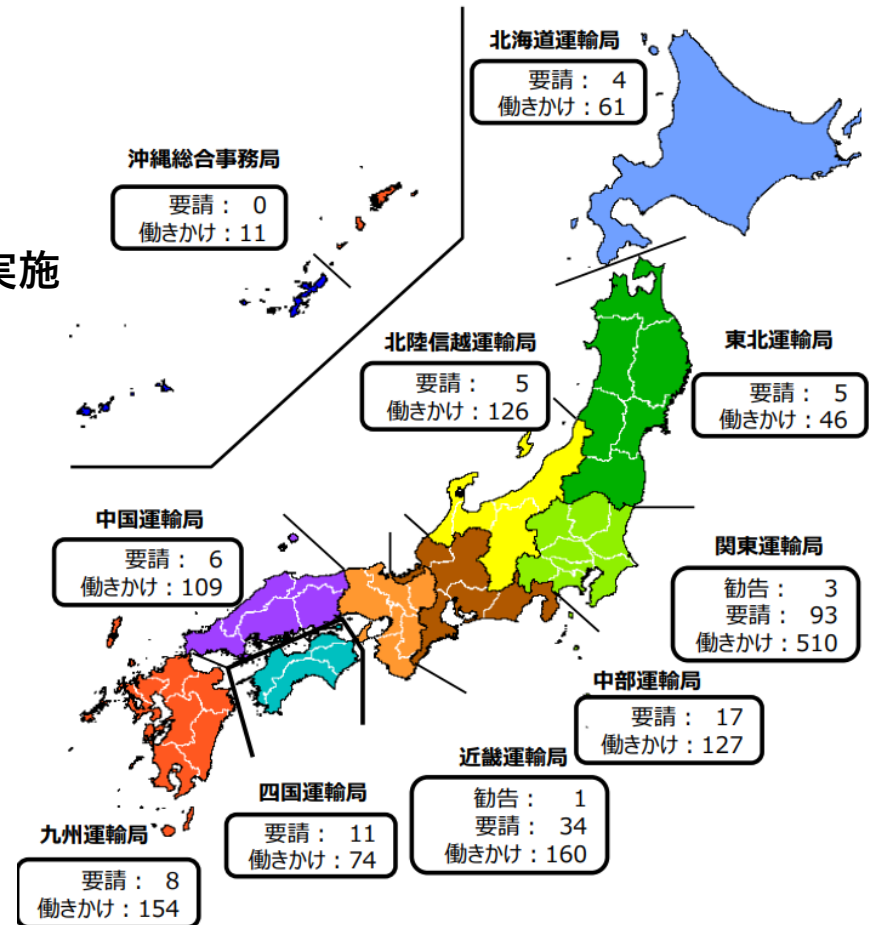 北海道運輸局
要請： 4
働きかけ：61
沖縄総合事務局
要請： 0
働きかけ：11
実施
北陸信越運輸局
要請： 5
働きかけ：126
東北運輸局
要請： 5
働きかけ：46
中国運輸局
要請： 6
働きかけ：109
関東運輸局
勧告： 3
要請： 93
働きかけ：510
中部運輸局
要請： 17
働きかけ：127
近畿運輸局
勧告： 1
要請： 34
働きかけ：160
四国運輸局
要請： 11
働きかけ：74
九州運輸局
要請： 8
働きかけ：154